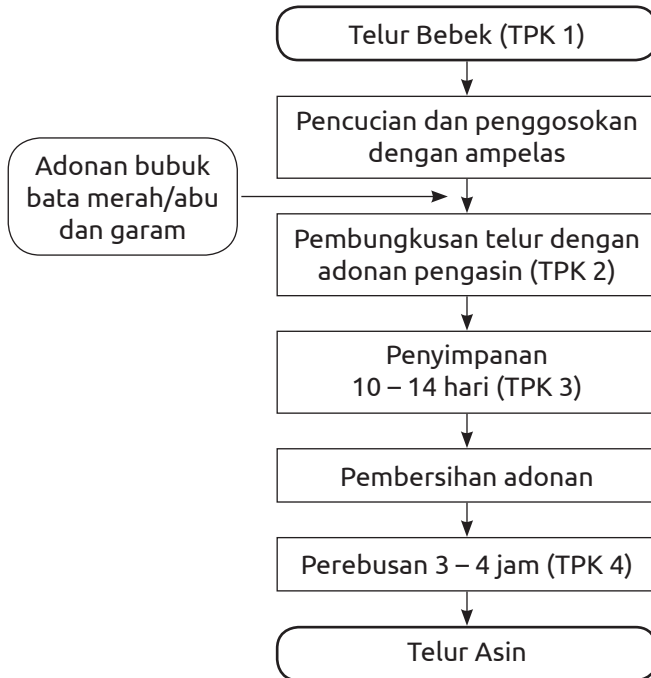 Telur Bebek (TPK 1)
Pencucian dan penggosokan
dengan ampelas
Adonan bubuk
bata merah/abu
dan garam
Pembungkusan telur dengan
adonan pengasin (TPK 2)
Penyimpanan
10 – 14 hari (TPK 3)
Pembersihan adonan
Perebusan 3 – 4 jam (TPK 4)
Telur Asin